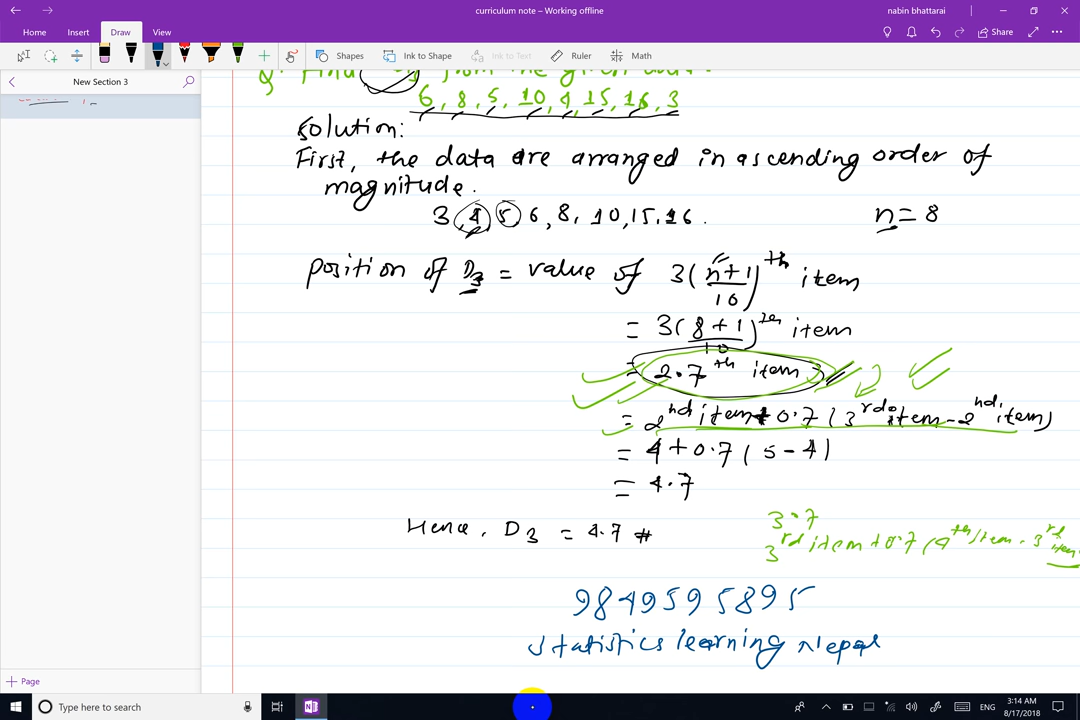 curriculum note – Working offline
nabin bhattarai
Home Insert Draw View
Share
Shapes Ink to Shape Ink to Text Ruler Math
New Section 3
Q. Find from the given data.
6, 8, 5, 10, 4, 15, 16, 3
Solution:
First, the data are arranged in ascending order of
magnitude.
3, 4, 5, 6, 8, 10, 15, 16.
n = 8
position of D3 = value of 3(n+1/10)th item
= 3(8+1/10)th item
= 2.7th item
= 2nd item + 0.7 (3rd item - 2nd item)
= 4 + 0.7 (5 - 4)
= 4.7
Hence, D3 = 4.7 #
3.7
3rd item + 0.7 (4th item - 3rd item
9849595895
Statistics learning Nepal
Page
Type here to search
ENG
3:14 AM
8/17/2018